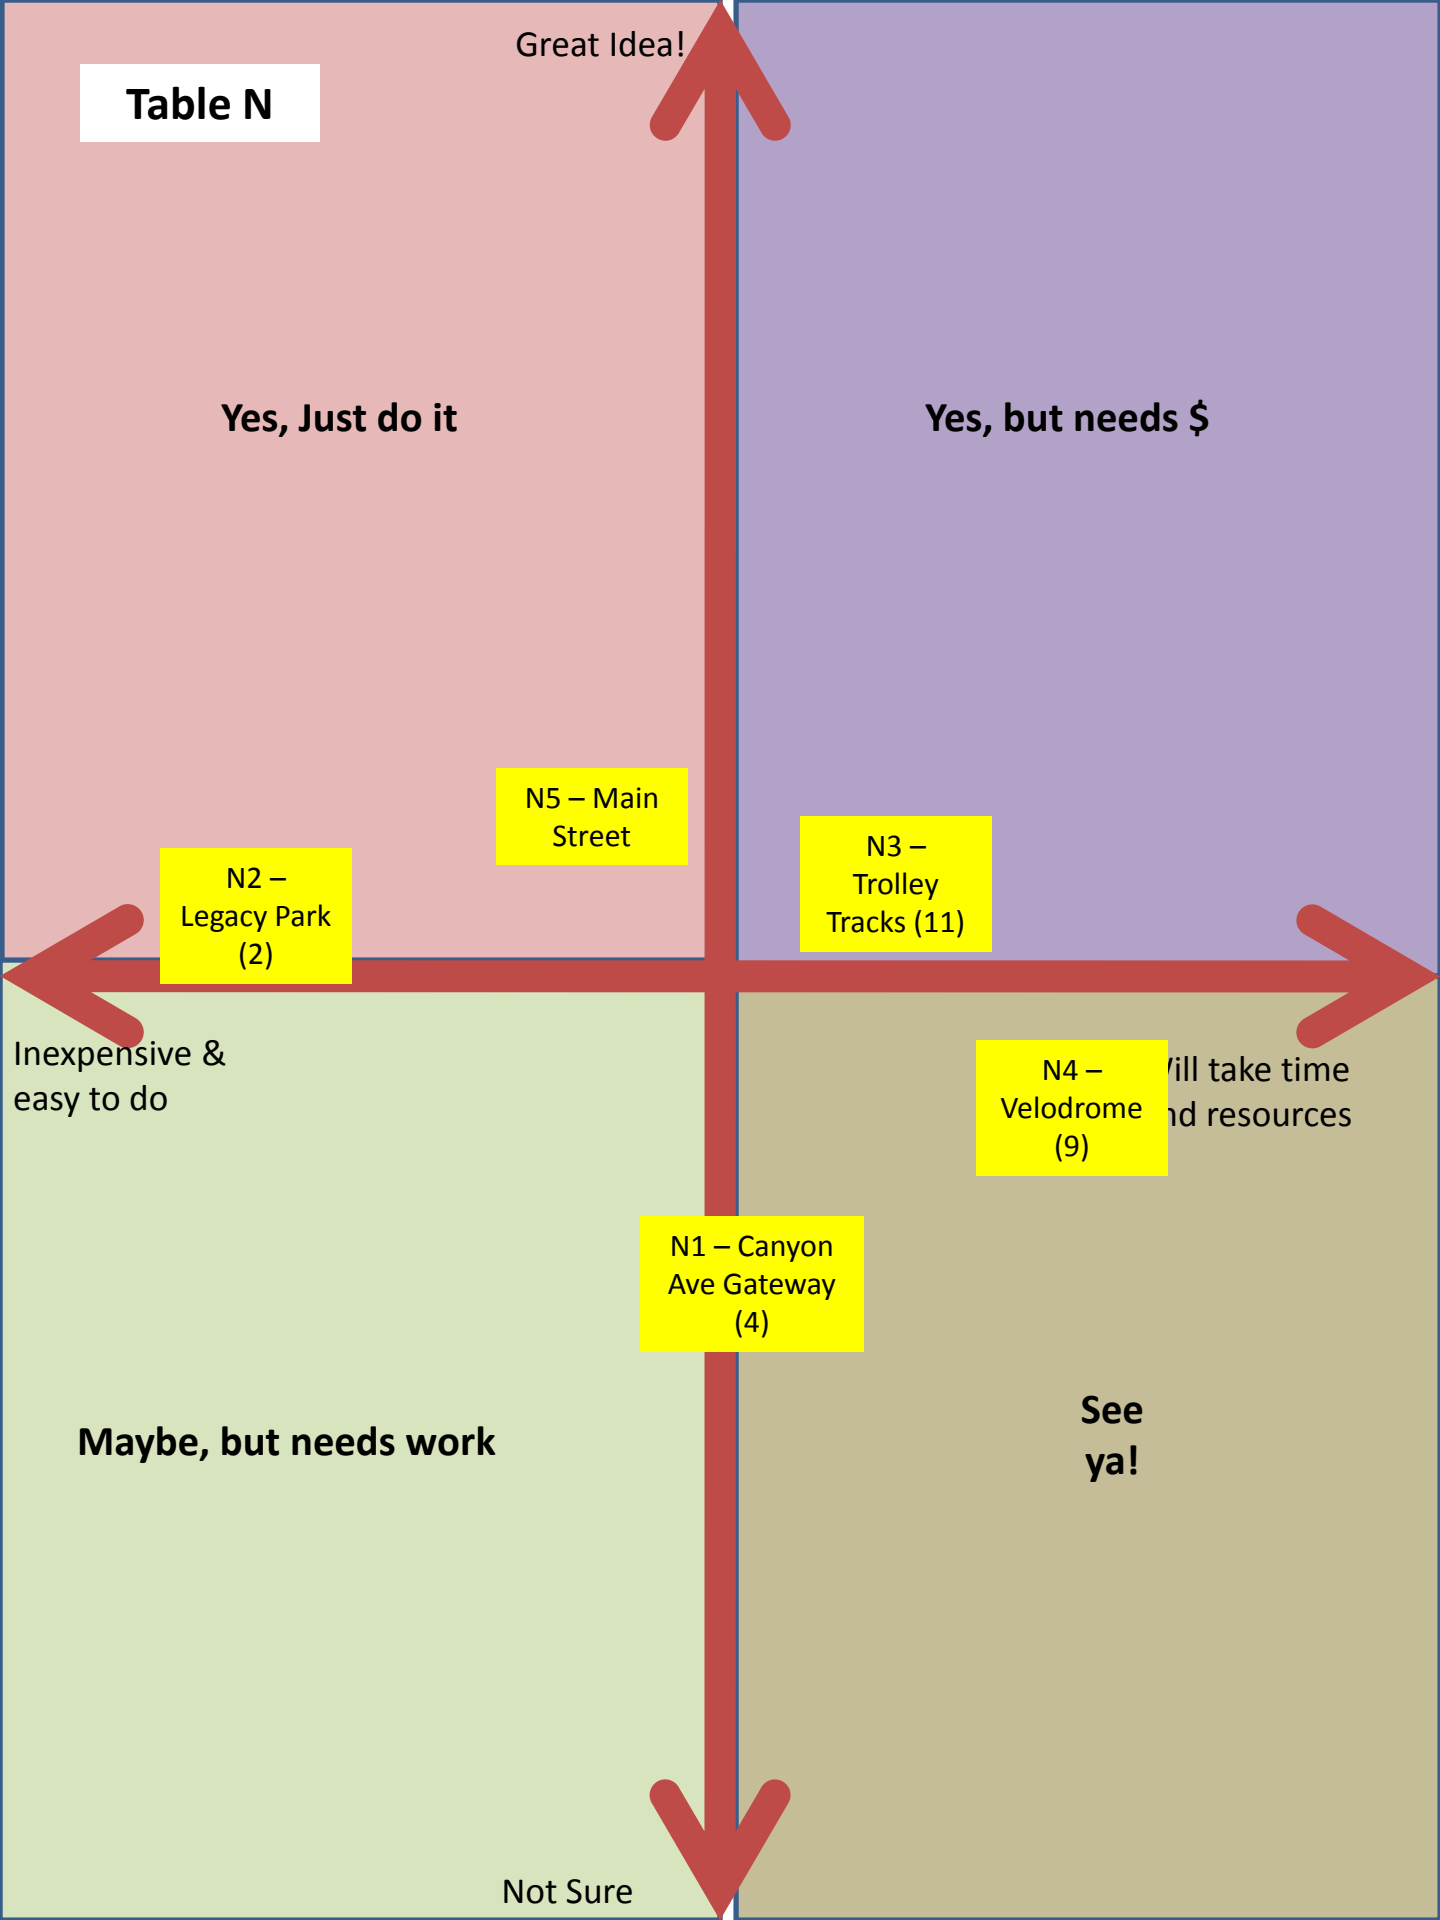 Great Idea!
Table N
Yes, Just do it
Yes, but needs $
N5 – Main
Street
N3 –
Trolley
Tracks (11)
N2 –
Legacy Park
(2)
Inexpensive &
easy to do
N4 –
Velodrome
(9)
ill take time
nd resources
N1 – Canyon
Ave Gateway
(4)
Maybe, but needs work
See
ya!
Not Sure